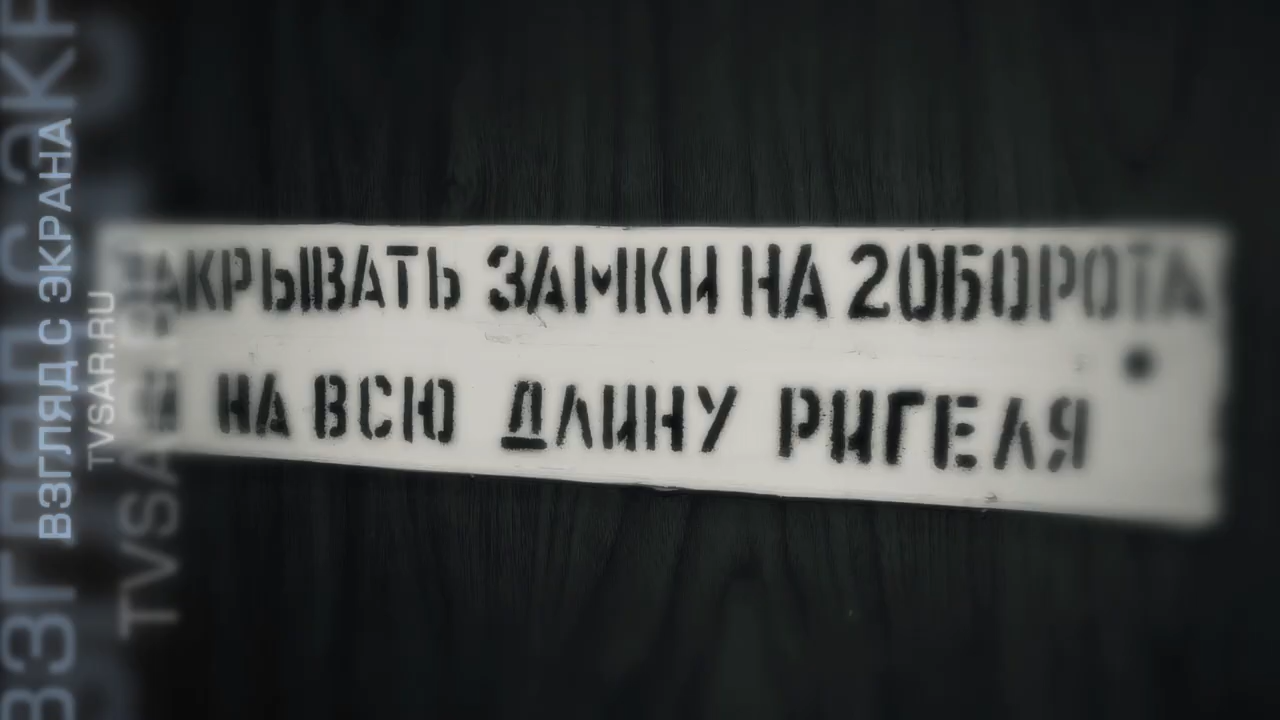 ЗАКРЫВАТЬ ЗАМКИ НА 2ОБОРОТА
И НА ВСЮ ДЛИНУ РИГЕЛЯ
ВЗГЛЯД С ЭКРАНА
TVSAR.RU